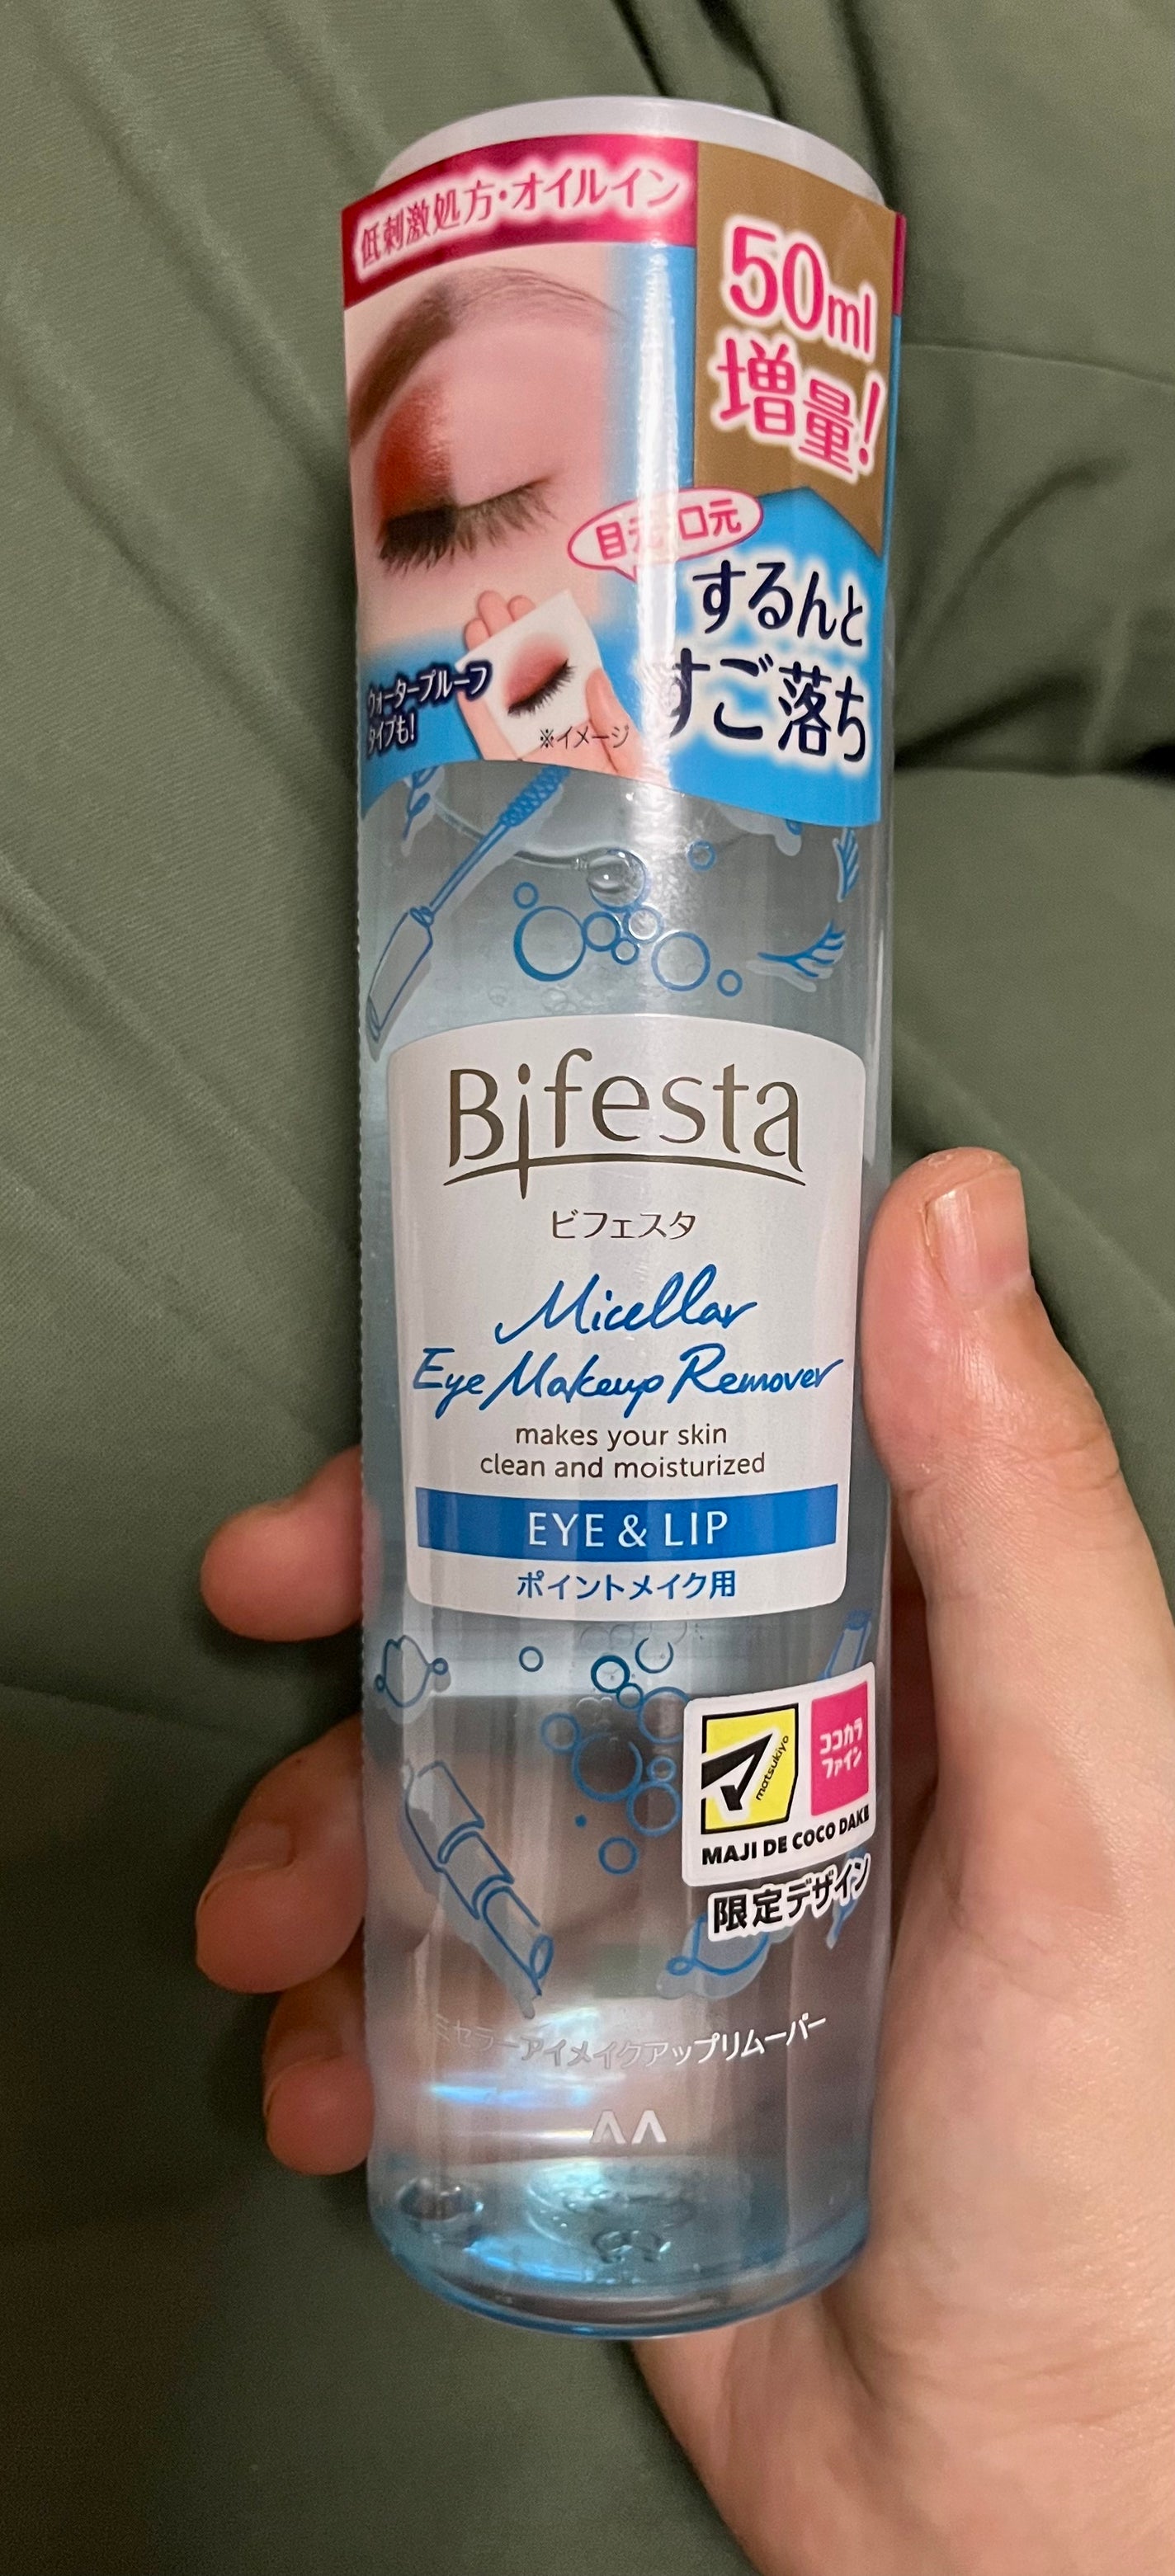 低刺激処方・オイルイン
50ml
増量!
目元・口元
するんと
すご落ち
ウォータープルーフ
タイプも!
※イメージ
Bifesta
ビフェスタ
Micellar
Eye Makeup Remover
makes your skin
clean and moisturized
EYE & LIP
ポイントメイク用
matsukiyo
ココカラ
ファイン
MAJI DE COCO DAKE
限定デザイン
ミセラーアイメイクアップリムーバー